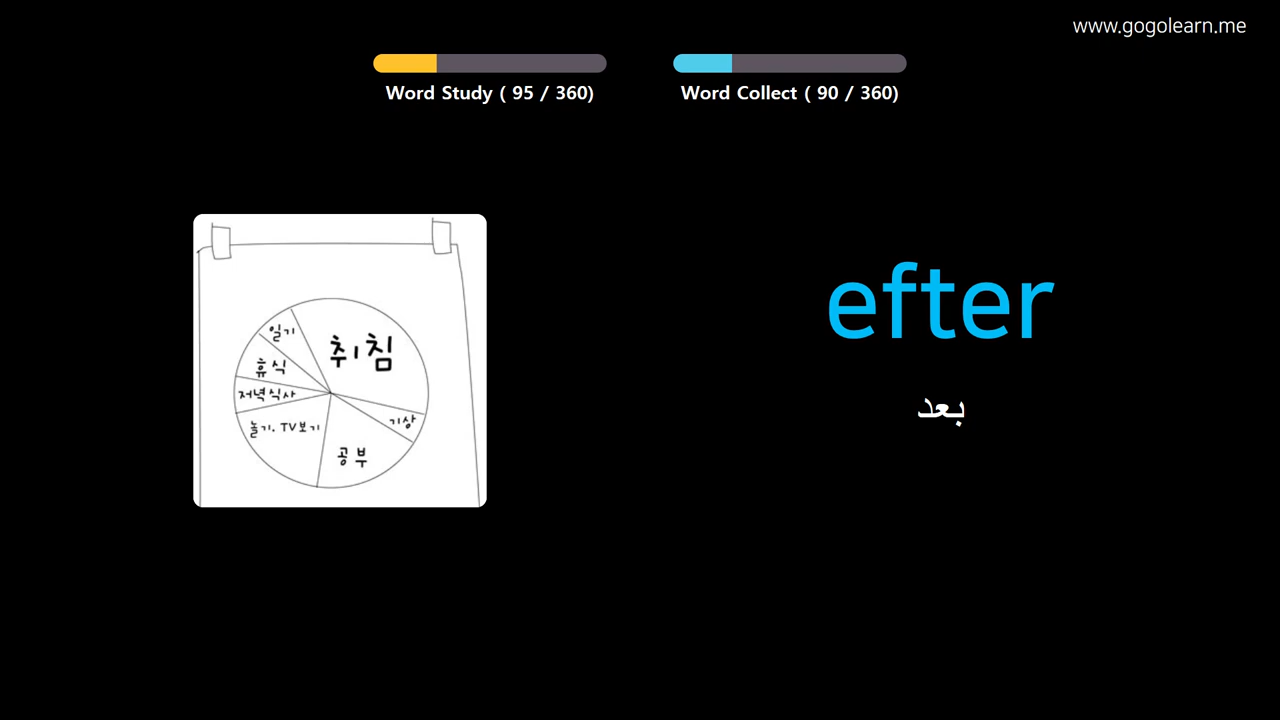 www.gogolearn.me
Word Study ( 95 / 360)
Word Collect ( 90 / 360)
일기
취침
휴식
저녁식사
기상
놀기, TV보기
공부
efter
بعد